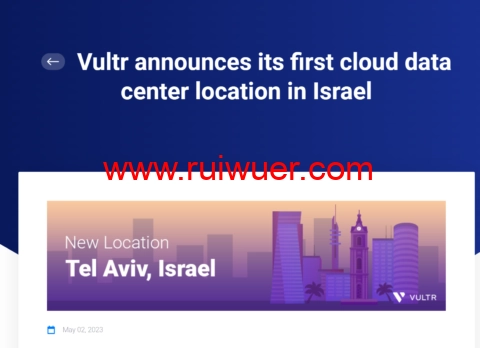 Vultr announces its first cloud data
center location in Israel
www.ruiwuer.com
New Location
Tel Aviv, Israel
VULTR
May 02, 2023